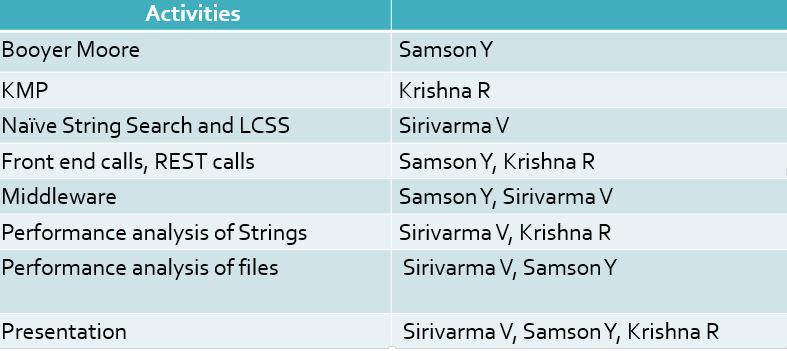 Activities
Booyer Moore Samson Y
KMP Krishna R
Naïve String Search and LCSS Sirivarma V
Front end calls, REST calls Samson Y, Krishna R
Middleware Samson Y, Sirivarma V
Performance analysis of Strings Sirivarma V, Krishna R
Performance analysis of files Sirivarma V, Samson Y
Presentation Sirivarma V, Samson Y, Krishna R